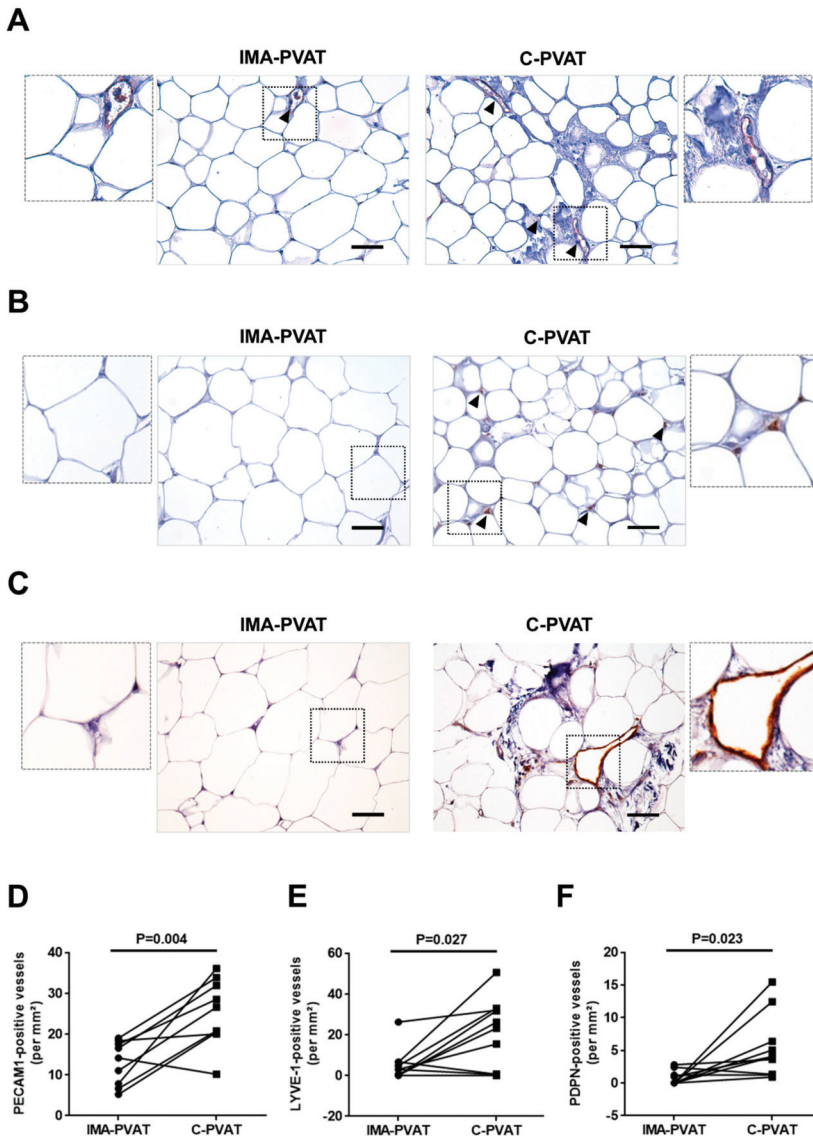 A
IMA-PVAT C-PVAT
B
IMA-PVAT C-PVAT
C
IMA-PVAT C-PVAT
D E F
P=0.004
PECAM1-positive vessels
(per mm²)
40
30
20
10
0
IMA-PVAT C-PVAT
P=0.027
LYVE-1-positive vessels
(per mm²)
60
40
20
0
-20
IMA-PVAT C-PVAT
P=0.023
PDPN-positive vessels
(per mm²)
20
15
10
5
0
-5
IMA-PVAT C-PVAT